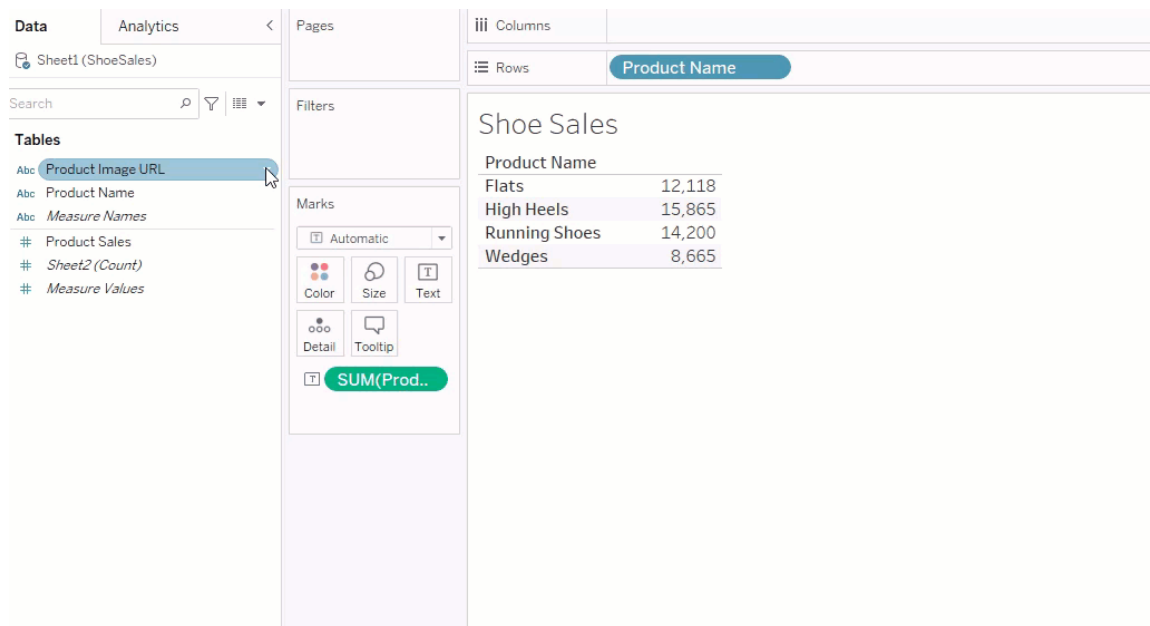 Data
Analytics
Sheet1 (ShoeSales)
Search
Tables
Abc Product Image URL
Abc Product Name
Abc Measure Names
# Product Sales
# Sheet2 (Count)
# Measure Values
Pages
Filters
Marks
T Automatic
Color Size T Text
Detail Tooltip
T SUM(Prod..
iii Columns
Rows Product Name
Shoe Sales
Product Name
Flats 12,118
High Heels 15,865
Running Shoes 14,200
Wedges 8,665